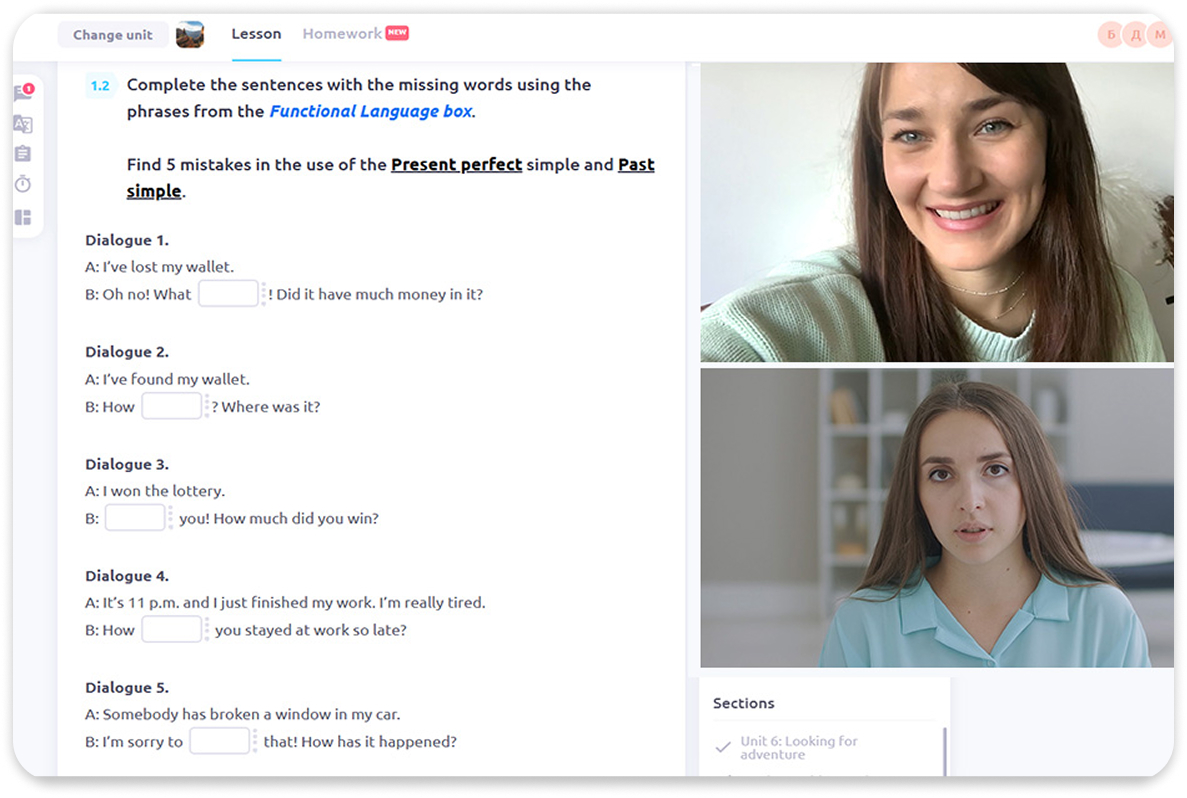 Change unit
Lesson
Homework NEW
Б Д М
1
1.2 Complete the sentences with the missing words using the
phrases from the Functional Language box.
Find 5 mistakes in the use of the Present perfect simple and Past
simple.
Dialogue 1.
A: I’ve lost my wallet.
B: Oh no! What ! Did it have much money in it?
Dialogue 2.
A: I’ve found my wallet.
B: How ? Where was it?
Dialogue 3.
A: I won the lottery.
B: you! How much did you win?
Dialogue 4.
A: It’s 11 p.m. and I just finished my work. I’m really tired.
B: How you stayed at work so late?
Dialogue 5.
A: Somebody has broken a window in my car.
B: I’m sorry to that! How has it happened?
Sections
Unit 6: Looking for
adventure